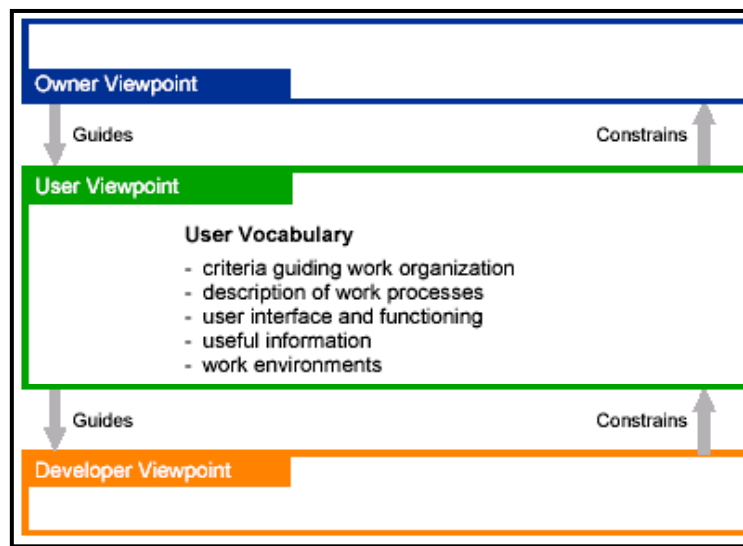 Owner Viewpoint
Guides
Constrains
User Viewpoint
User Vocabulary
- criteria guiding work organization
- description of work processes
- user interface and functioning
- useful information
- work environments
Guides
Constrains
Developer Viewpoint